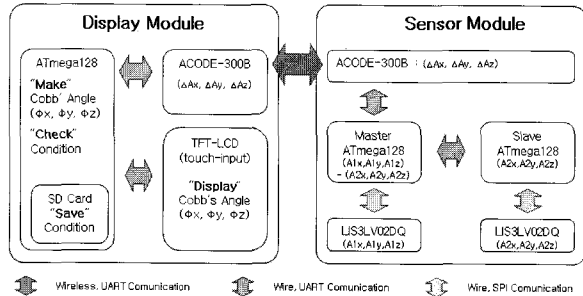 Display Module
ATmega128
"Make"
Cobb' Angle
(Φx, Φy, Φz)
"Check"
Condition
SD Card
"Save"
Condition
ACODE-300B
(ΔAx, ΔAy, ΔAz)
TFT-LCD
(touch-input)
"Display"
Cobb's Angle
(Φx, Φy, Φz)
Sensor Module
ACODE-300B : (ΔAx, ΔAy, ΔAz)
Master
ATmega128
(A1x,A1y,A1z)
- (A2x,A2y,A2z)
Slave
ATmega128
(A2x,A2y,A2z)
LIS3LV02DQ
(A1x,A1y,A1z)
LIS3LV02DQ
(A2x,A2y,A2z)
Wireless, UART Comunication
Wire, UART Comunication
Wire, SPI Comunication